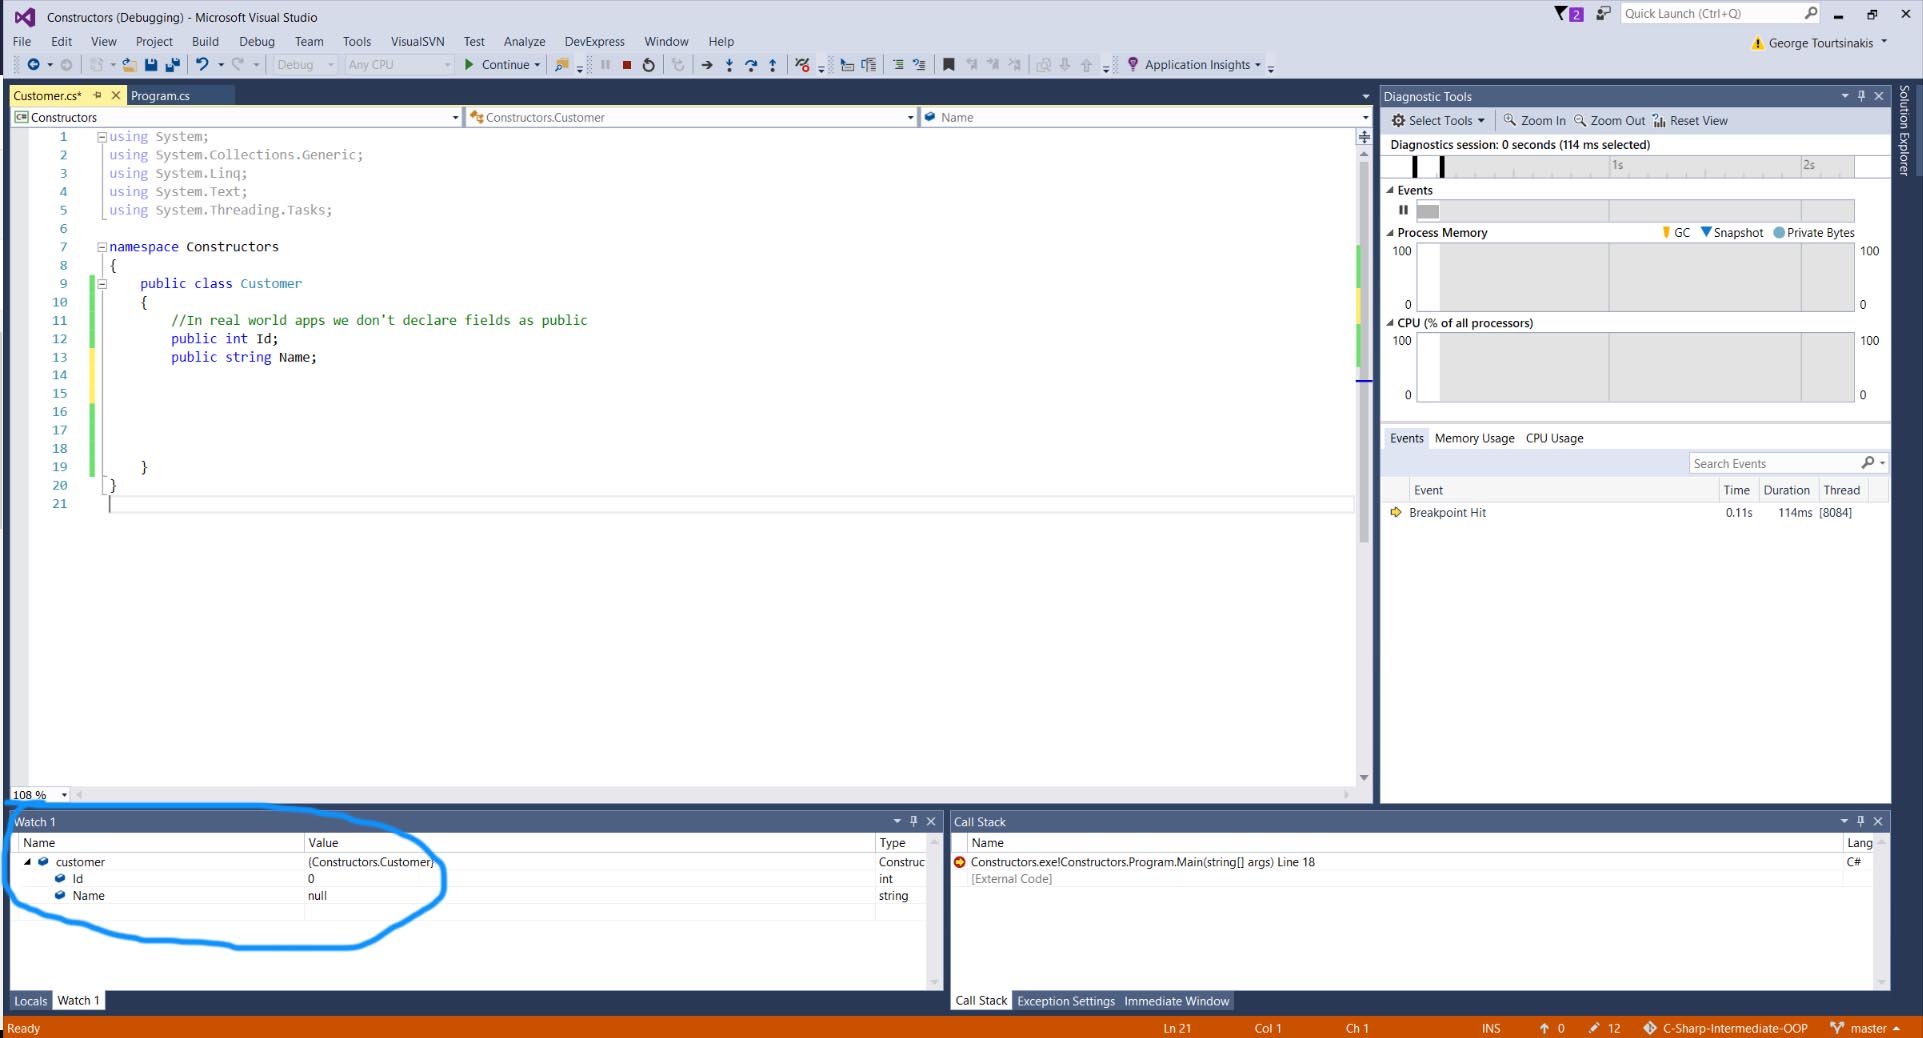 Constructors (Debugging) - Microsoft Visual Studio
2
Quick Launch (Ctrl+Q)
File Edit View Project Build Debug Team Tools VisualSVN Test Analyze DevExpress Window Help
George Tourtsinakis
Debug Any CPU Continue Application Insights
Customer.cs* Program.cs
Constructors Constructors.Customer Name
1 using System;
2 using System.Collections.Generic;
3 using System.Linq;
4 using System.Text;
5 using System.Threading.Tasks;
6
7 namespace Constructors
8 {
9 public class Customer
10 {
11 //In real world apps we don't declare fields as public
12 public int Id;
13 public string Name;
14
15
16
17
18
19 }
20 }
21
108 %
Diagnostic Tools
Select Tools Zoom In Zoom Out Reset View
Diagnostics session: 0 seconds (114 ms selected)
1s 2s
Events
Process Memory GC Snapshot Private Bytes
100 100
0 0
CPU (% of all processors)
100 100
0 0
Events Memory Usage CPU Usage
Search Events
Event Time Duration Thread
Breakpoint Hit 0.11s 114ms [8084]
Solution Explorer
Watch 1
Name Value Type
customer {Constructors.Customer} Construc
Id 0 int
Name null string
Locals Watch 1
Call Stack
Name Lang
Constructors.exe!Constructors.Program.Main(string[] args) Line 18 C#
[External Code]
Call Stack Exception Settings Immediate Window
Ready Ln 21 Col 1 Ch 1 INS 0 12 C-Sharp-Intermediate-OOP master